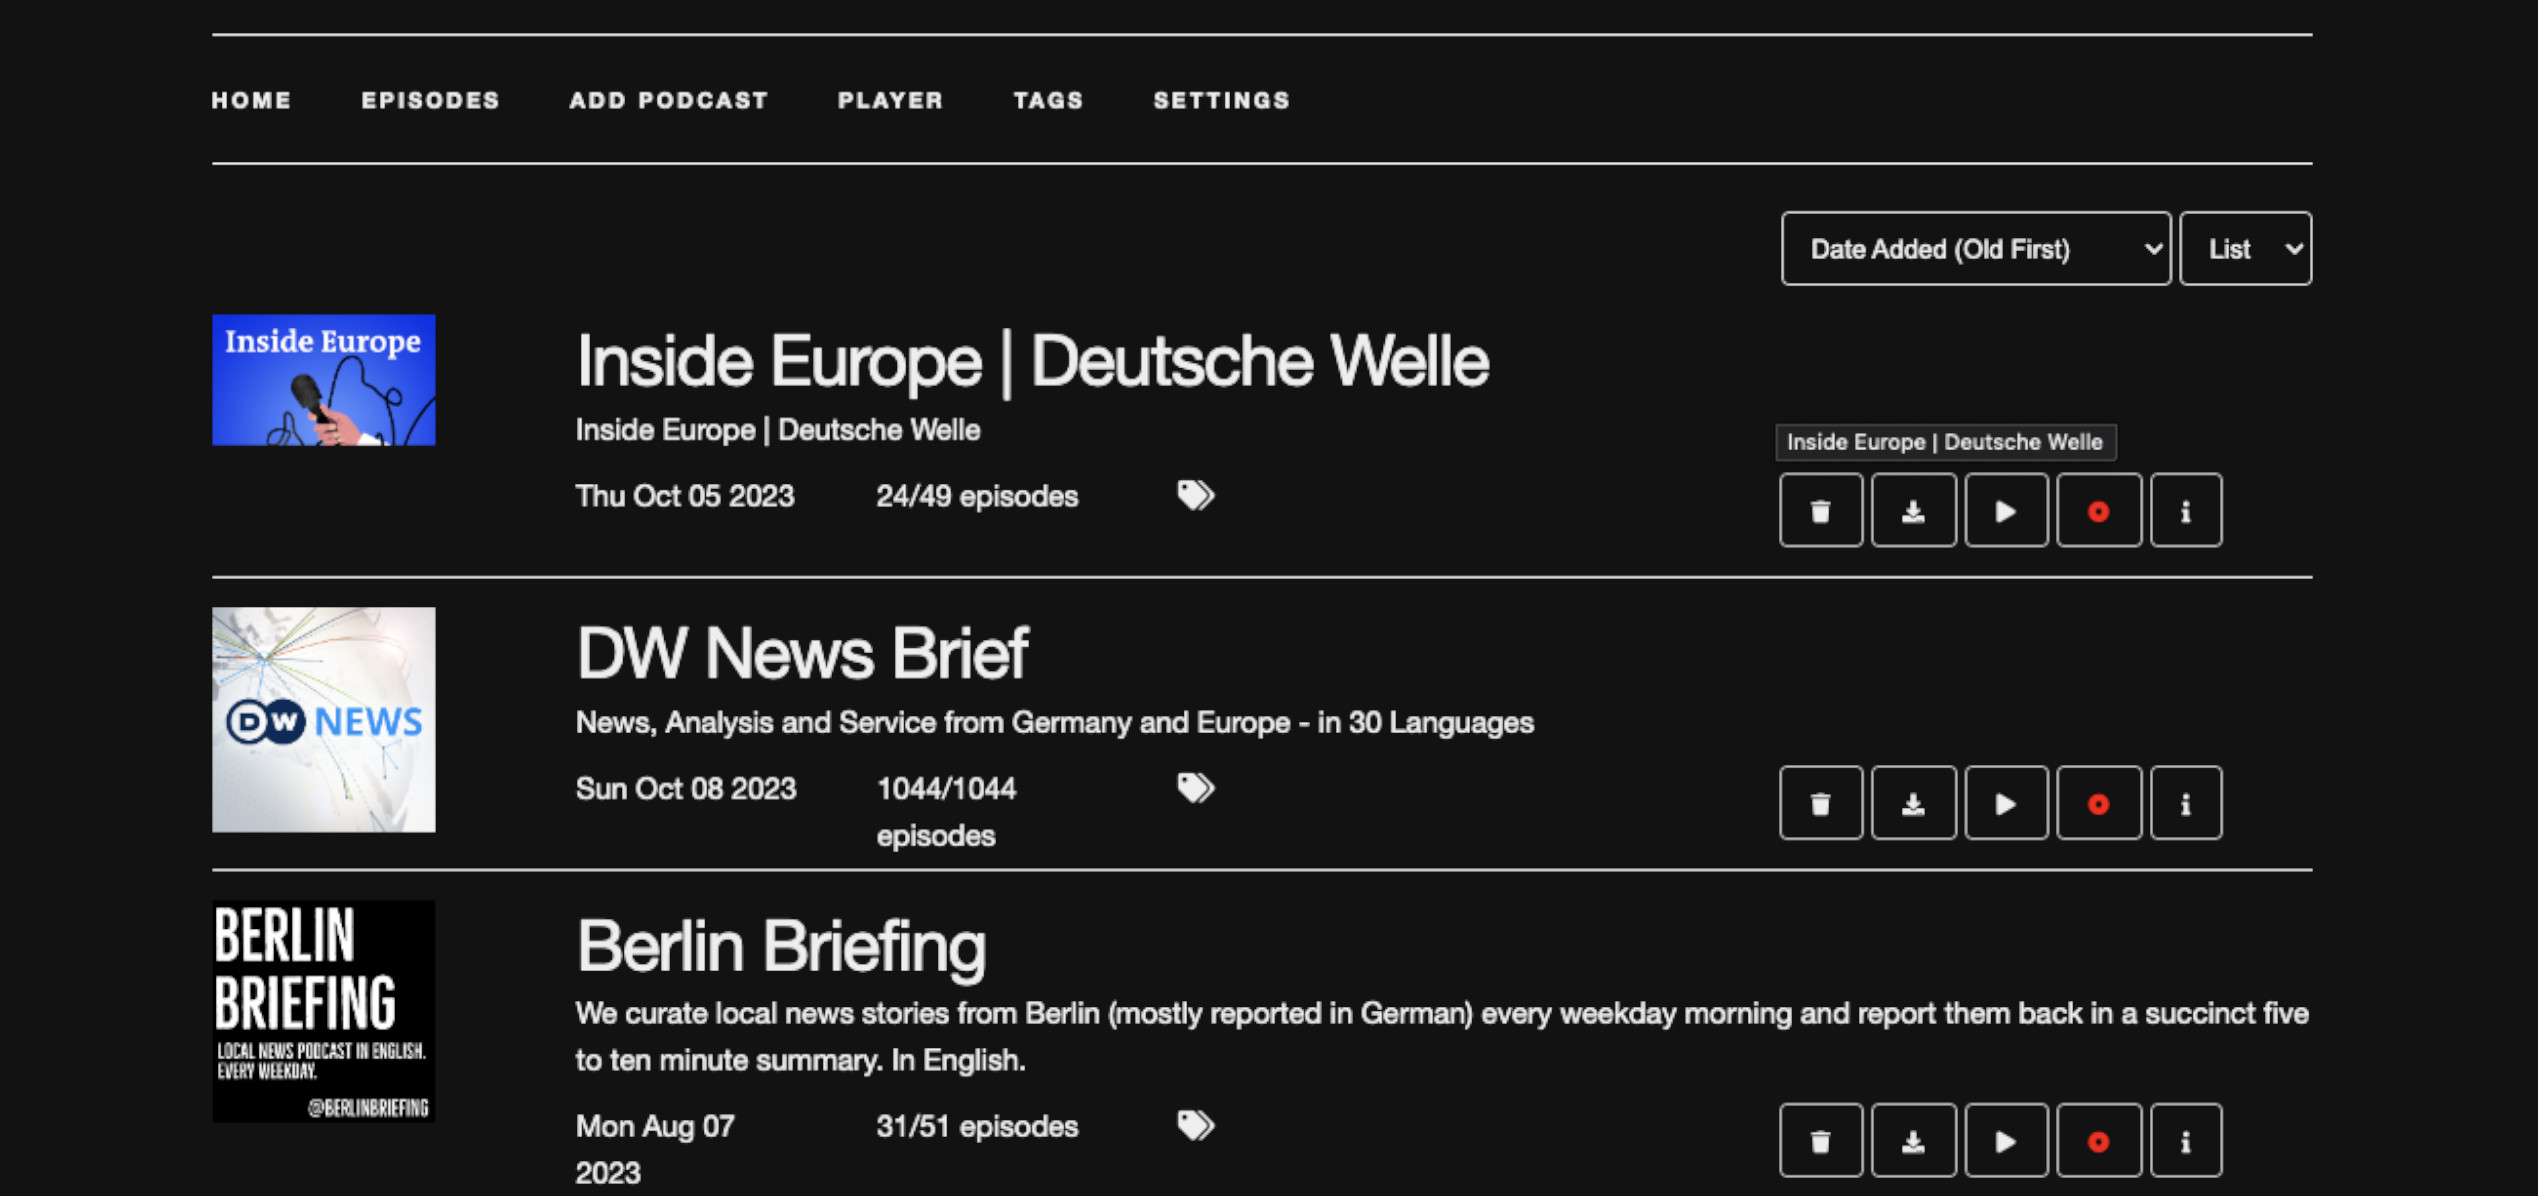 HOME EPISODES ADD PODCAST PLAYER TAGS SETTINGS
Date Added (Old First) List
Inside Europe
Inside Europe | Deutsche Welle
Inside Europe | Deutsche Welle
Inside Europe | Deutsche Welle
Thu Oct 05 2023 24/49 episodes
DW NEWS
DW News Brief
News, Analysis and Service from Germany and Europe - in 30 Languages
Sun Oct 08 2023 1044/1044
episodes
BERLIN
BRIEFING
LOCAL NEWS PODCAST IN ENGLISH.
EVERY WEEKDAY.
@BERLINBRIEFING
Berlin Briefing
We curate local news stories from Berlin (mostly reported in German) every weekday morning and report them back in a succinct five
to ten minute summary. In English.
Mon Aug 07 31/51 episodes
2023